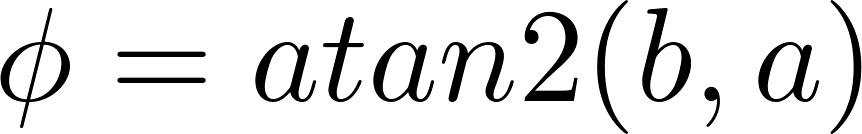 ϕ = atan2(b, a)